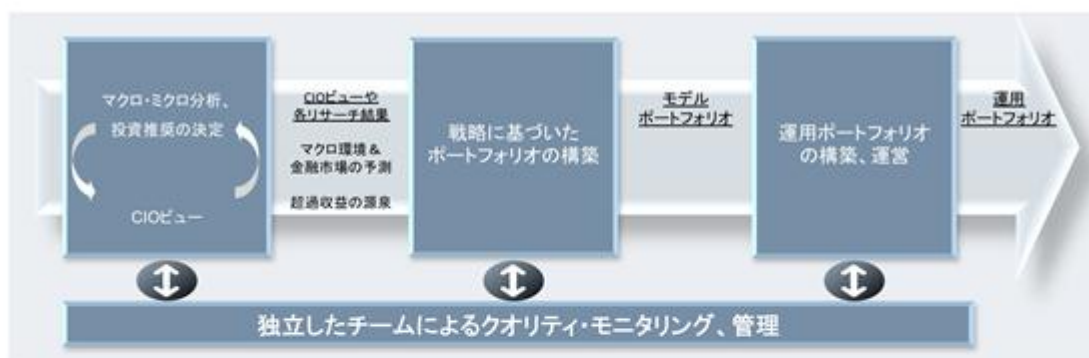 マクロ・ミクロ分析、
投資推奨の決定
CIOビュー
CIOビューや
各リサーチ結果
マクロ環境＆
金融市場の予測
超過収益の源泉
戦略に基づいた
ポートフォリオの構築
モデル
ポートフォリオ
運用ポートフォリオ
の構築、運営
運用
ポートフォリオ
独立したチームによるクオリティ・モニタリング、管理